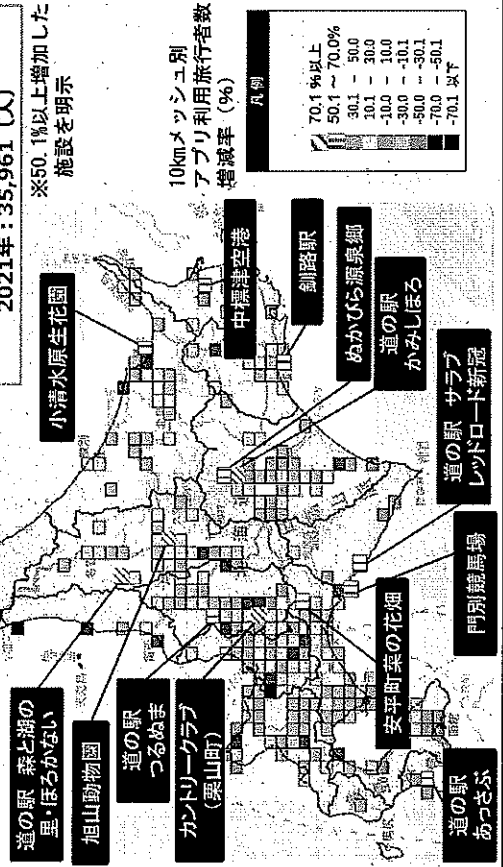 2021年：35,961（人）
※50.1%以上増加した
施設を明示
10kmメッシュ別
アプリ利用旅行者数
増減率（%）
凡例
70.1 %以上
50.1 ～ 70.0%
30.1 ～ 50.0
10.1 ～ 30.0
-10.0 ～ 10.0
-30.0 ～ -10.1
-50.0 ～ -30.1
-70.0 ～ -50.1
-70.1 以下
小清水原生花園
中標津空港
釧路駅
ぬかびら源泉郷
道の駅
かみしほろ
道の駅 サラブ
レッドロード新冠
門別競馬場
安平町菜の花畑
道の駅
あっさぶ
道の駅 森と湖の
里・ほろかない
旭山動物園
道の駅
つるぬま
カントリークラブ
（栗山町）